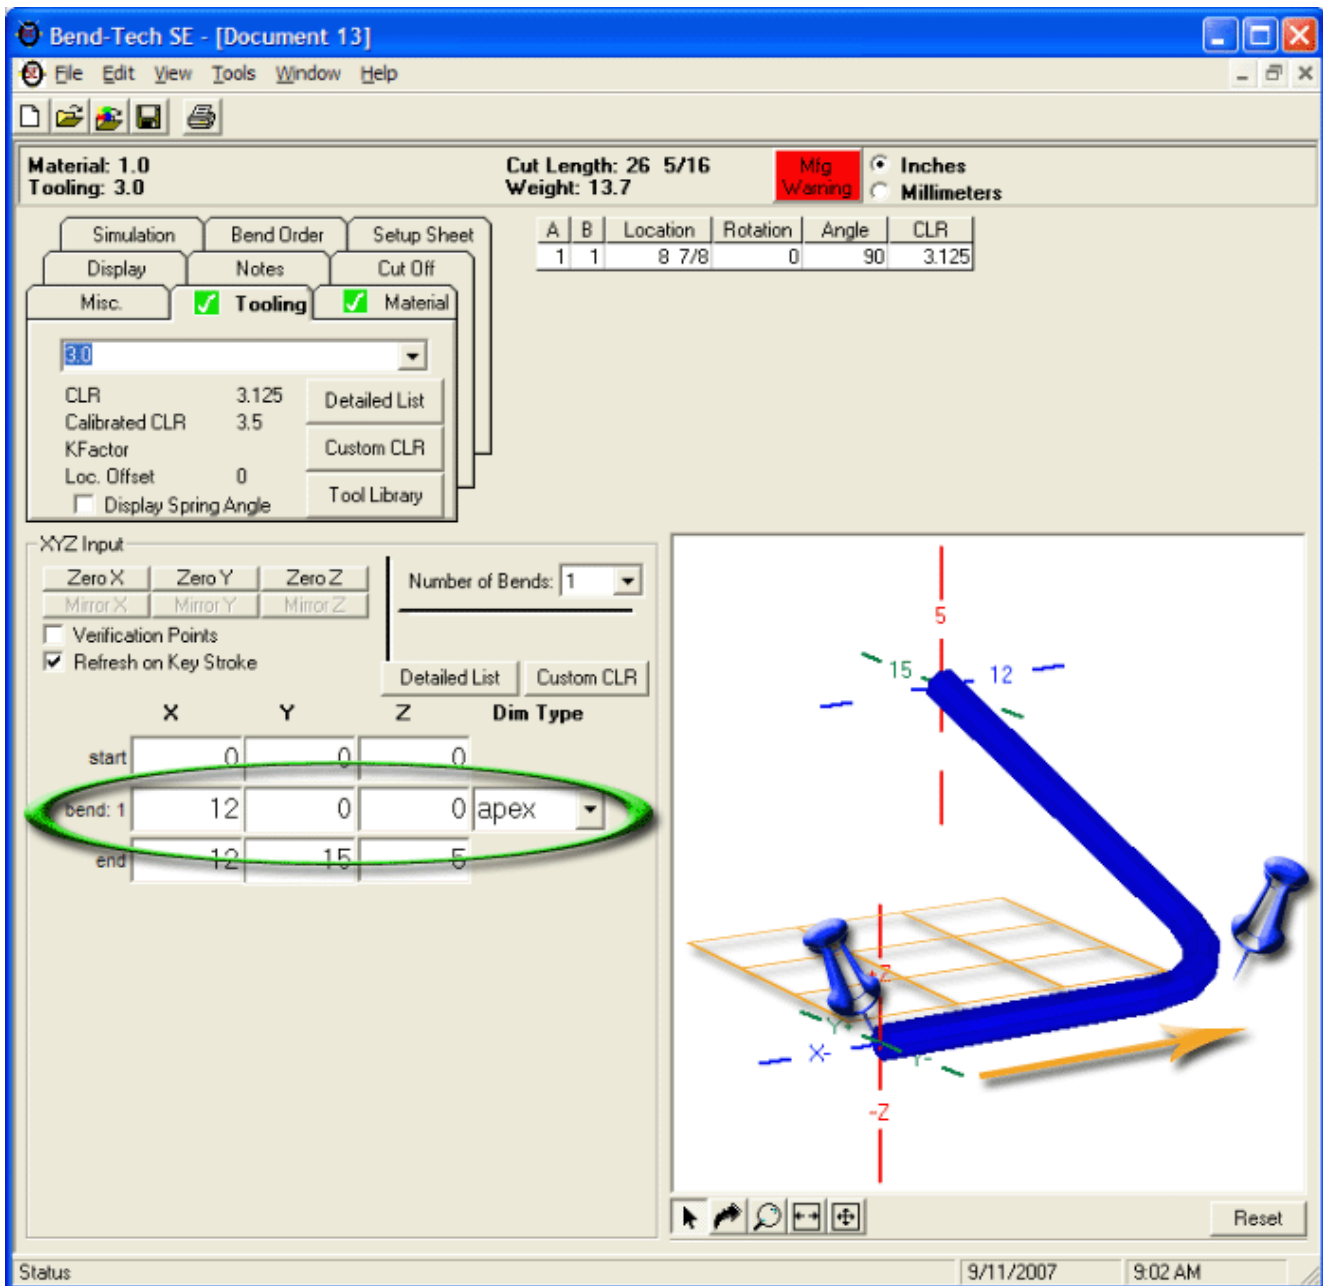 Bend-Tech SE - [Document 13]
File Edit View Tools Window Help
Material: 1.0
Tooling: 3.0
Cut Length: 26 5/16
Weight: 13.7
Mfg
Warning
Inches
Millimeters
Simulation Bend Order Setup Sheet
Display Notes Cut Off
Misc. Tooling Material
A B Location Rotation Angle CLR
1 1 8 7/8 0 90 3.125
3.0
CLR 3.125
Calibrated CLR 3.5
KFactor
Loc. Offset 0
Display Spring Angle
Detailed List
Custom CLR
Tool Library
XYZ Input
Zero X Zero Y Zero Z
Mirror X Mirror Y Mirror Z
Verification Points
Refresh on Key Stroke
Number of Bends: 1
Detailed List Custom CLR
X Y Z Dim Type
start 0 0 0
bend: 1 12 0 0 apex
end 12 15 5
5
15 12
+Z
Y+
X- Y-
-Z
Reset
Status 9/11/2007 9:02 AM